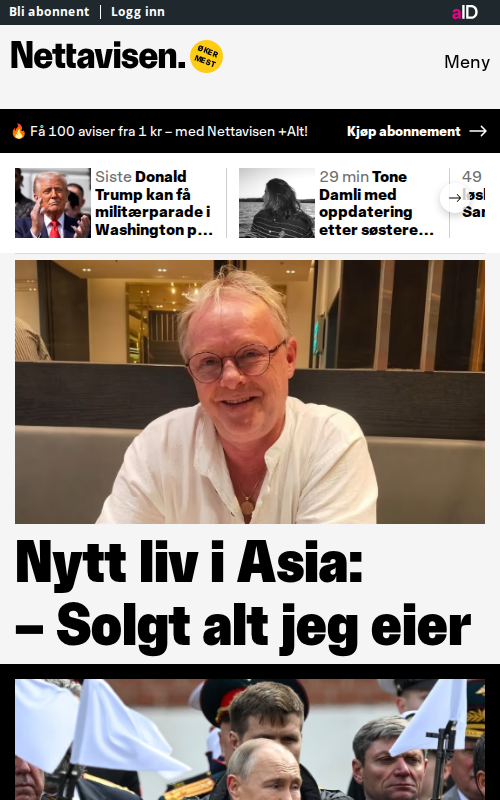 Bli abonnent
Logg inn
aID
Nettavisen.
ØKER
MEST
Meny
🔥 Få 100 aviser fra 1 kr – med Nettavisen +Alt!
Kjøp abonnement →
Siste Donald
Trump kan få
militærparade i
Washington p…
29 min Tone
Damli med
oppdatering
etter søstere…
49
Nytt liv i Asia:
– Solgt alt jeg eier